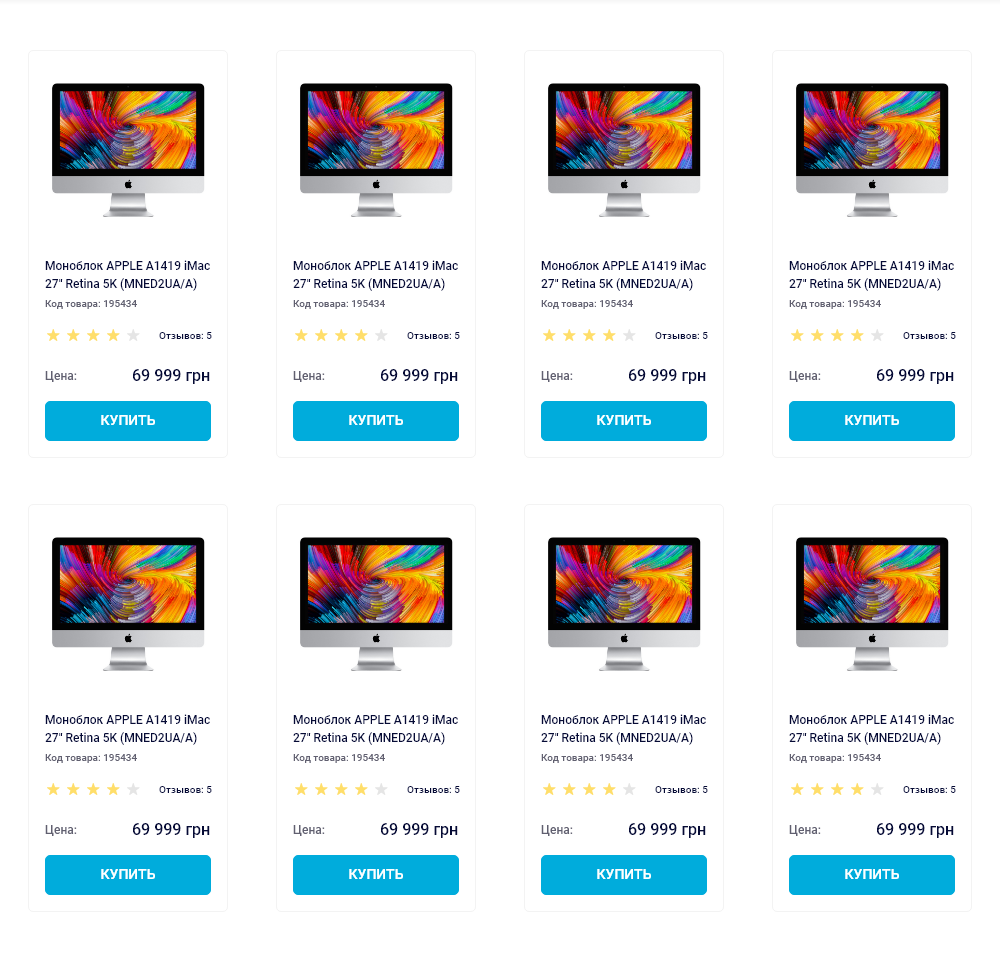 Моноблок APPLE A1419 iMac
27" Retina 5K (MNED2UA/A)
Код товара: 195434
Отзывов: 5
Цена: 69 999 грн
КУПИТЬ
Моноблок APPLE A1419 iMac
27" Retina 5K (MNED2UA/A)
Код товара: 195434
Отзывов: 5
Цена: 69 999 грн
КУПИТЬ
Моноблок APPLE A1419 iMac
27" Retina 5K (MNED2UA/A)
Код товара: 195434
Отзывов: 5
Цена: 69 999 грн
КУПИТЬ
Моноблок APPLE A1419 iMac
27" Retina 5K (MNED2UA/A)
Код товара: 195434
Отзывов: 5
Цена: 69 999 грн
КУПИТЬ
Моноблок APPLE A1419 iMac
27" Retina 5K (MNED2UA/A)
Код товара: 195434
Отзывов: 5
Цена: 69 999 грн
КУПИТЬ
Моноблок APPLE A1419 iMac
27" Retina 5K (MNED2UA/A)
Код товара: 195434
Отзывов: 5
Цена: 69 999 грн
КУПИТЬ
Моноблок APPLE A1419 iMac
27" Retina 5K (MNED2UA/A)
Код товара: 195434
Отзывов: 5
Цена: 69 999 грн
КУПИТЬ
Моноблок APPLE A1419 iMac
27" Retina 5K (MNED2UA/A)
Код товара: 195434
Отзывов: 5
Цена: 69 999 грн
КУПИТЬ